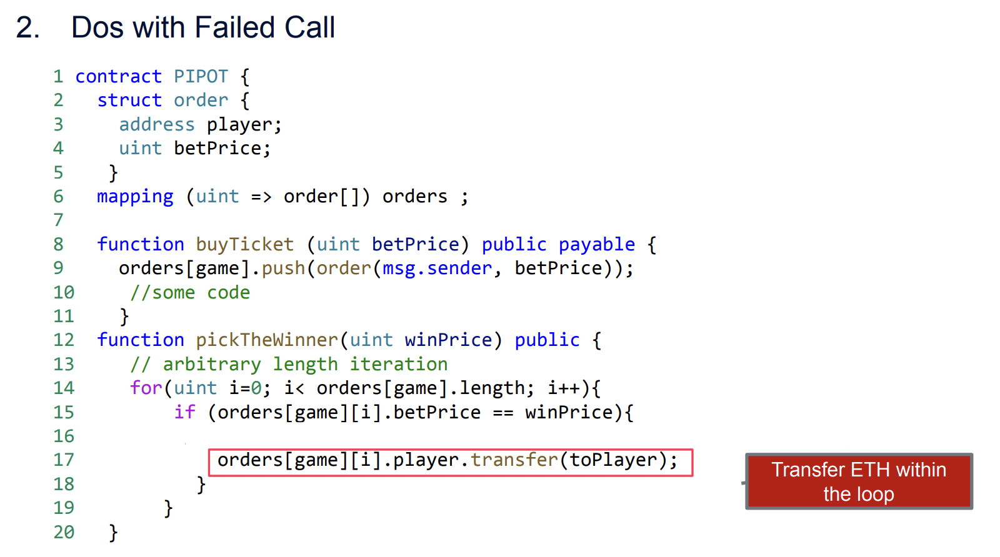 2. Dos with Failed Call
1 contract PIPOT {
2 struct order {
3 address player;
4 uint betPrice;
5 }
6 mapping (uint => order[]) orders ;
7
8 function buyTicket (uint betPrice) public payable {
9 orders[game].push(order(msg.sender, betPrice));
10 //some code
11 }
12 function pickTheWinner(uint winPrice) public {
13 // arbitrary length iteration
14 for(uint i=0; i< orders[game].length; i++){
15 if (orders[game][i].betPrice == winPrice){
16
17 orders[game][i].player.transfer(toPlayer);
18 }
19 }
20 }
Transfer ETH within
the loop